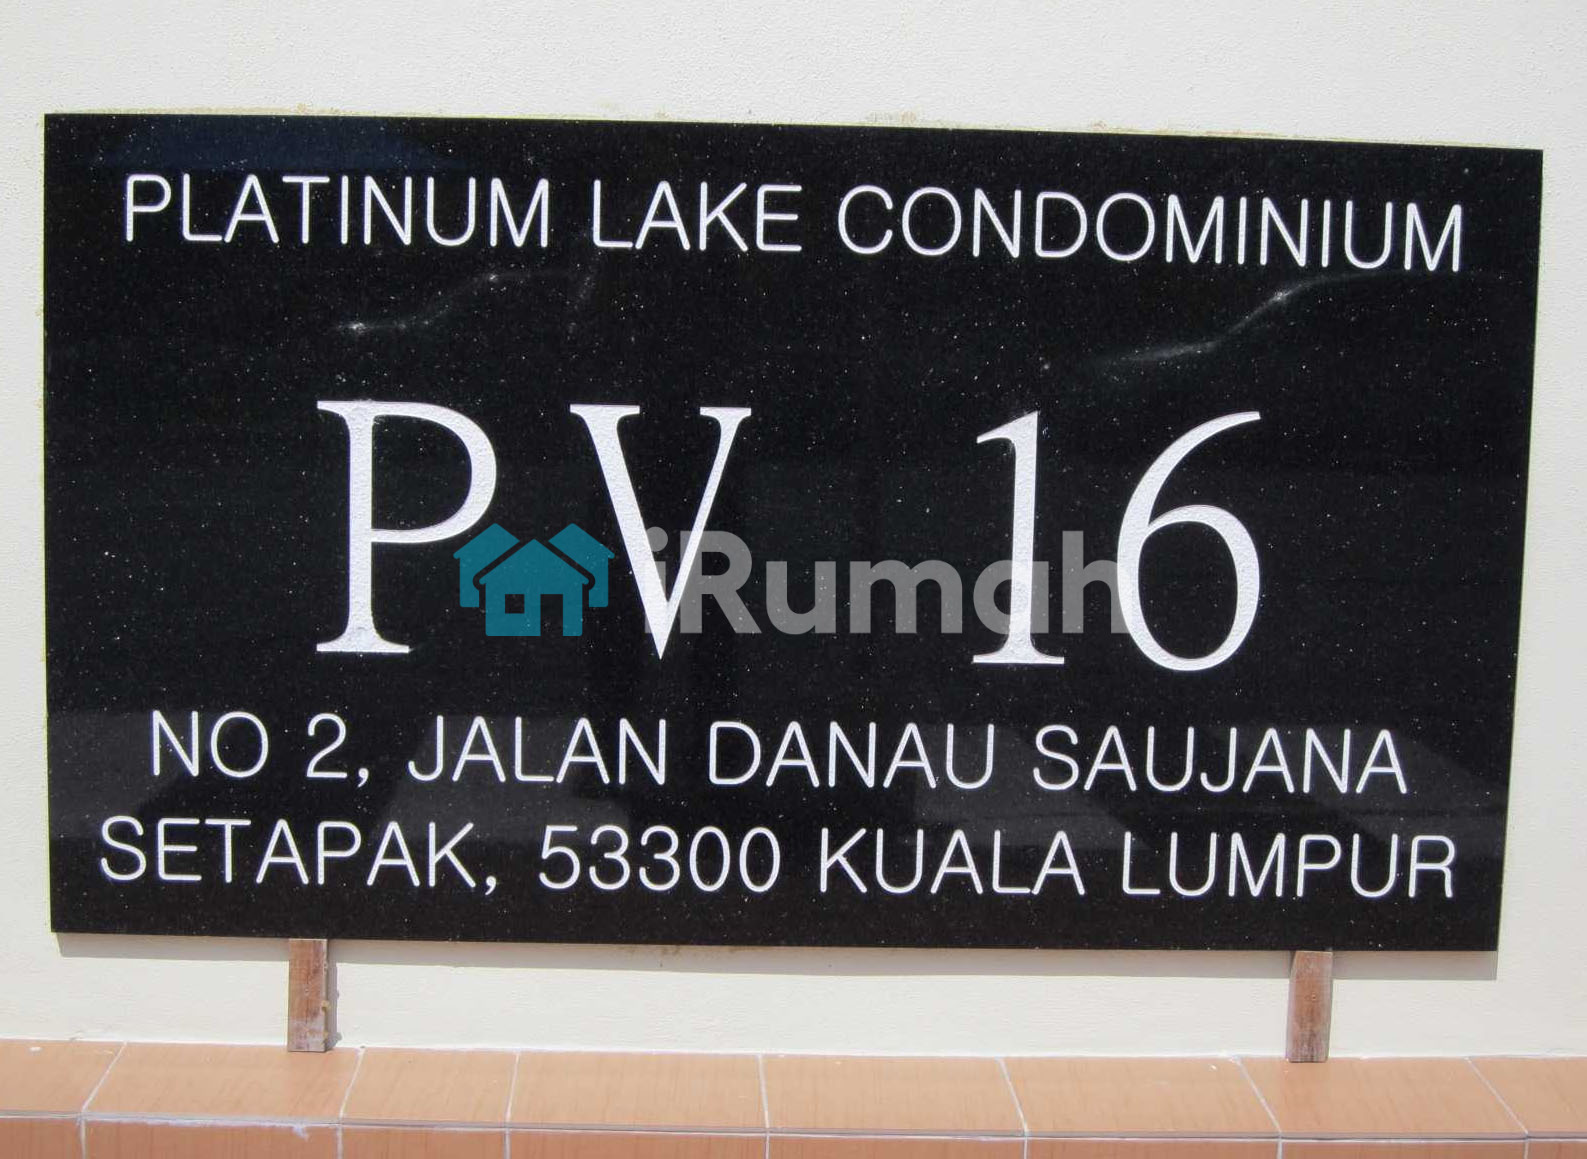 PLATINUM LAKE CONDOMINIUM
PV 16
iRumah
NO 2, JALAN DANAU SAUJANA
SETAPAK, 53300 KUALA LUMPUR